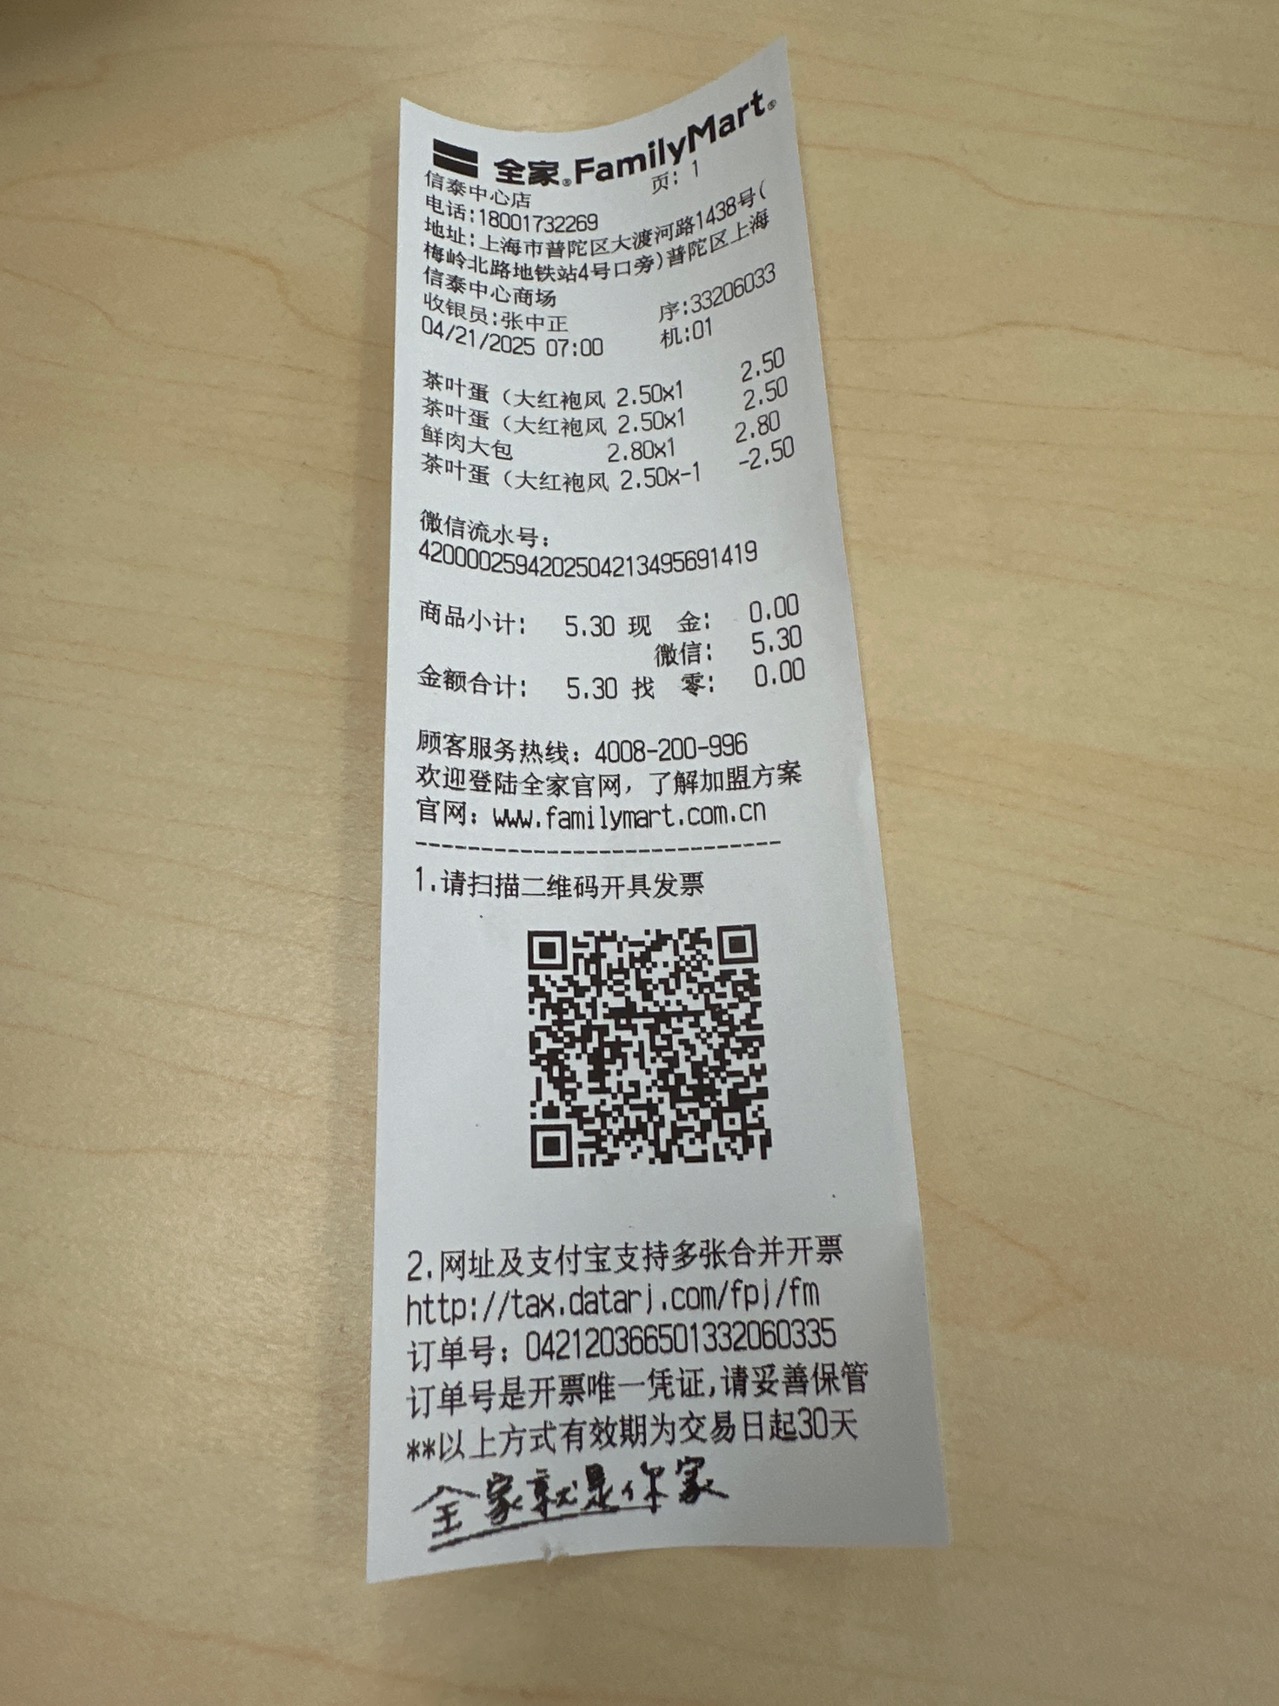 全家®FamilyMart®
信泰中心店 页: 1
电话:18001732269
地址:上海市普陀区大渡河路1438号(
梅岭北路地铁站4号口旁)普陀区上海
信泰中心商场
收银员:张中正 序:33206033
04/21/2025 07:00 机:01
茶叶蛋（大红袍风 2.50x1 2.50
茶叶蛋（大红袍风 2.50x1 2.50
鲜肉大包 2.80x1 2.80
茶叶蛋（大红袍风 2.50x-1 -2.50
微信流水号:
4200002594202504213495691419
商品小计: 5.30 现 金: 0.00
微信: 5.30
金额合计: 5.30 找 零: 0.00
顾客服务热线: 4008-200-996
欢迎登陆全家官网，了解加盟方案
官网: www.familymart.com.cn
----------------------------
1.请扫描二维码开具发票
2.网址及支付宝支持多张合并开票
http://tax.datarj.com/fpj/fm
订单号: 042120366501332060335
订单号是开票唯一凭证,请妥善保管
**以上方式有效期为交易日起30天
全家就是你家